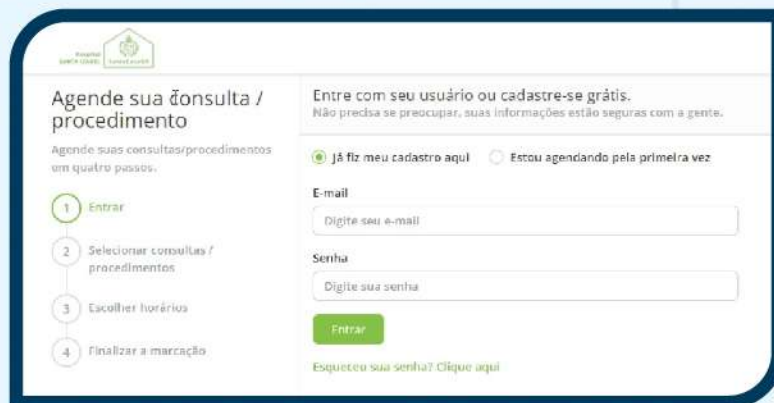 Hospital
SANTA
Agende sua consulta /
procedimento
Agende suas consultas/procedimentos
em quatro passos.
1 Entrar
2 Selecionar consultas /
procedimentos
3 Escolher horários
4 Finalizar a marcação
Entre com seu usuário ou cadastre-se grátis.
Não precisa se preocupar, suas informações estão seguras com a gente.
Já fiz meu cadastro aqui
Estou agendando pela primeira vez
E-mail
Digite seu e-mail
Senha
Digite sua senha
Entrar
Esqueceu sua senha? Clique aqui